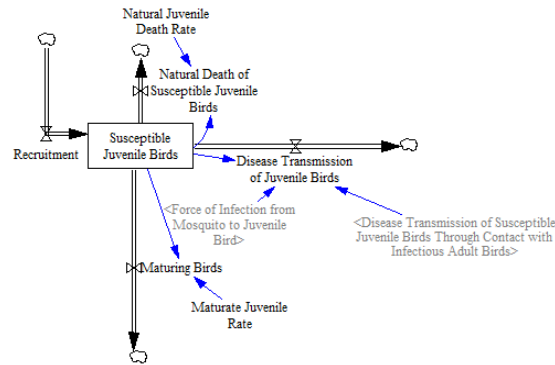 Natural Juvenile
Death Rate
Natural Death of
Susceptible Juvenile
Birds
Susceptible
Juvenile Birds
Recruitment
Disease Transmission
of Juvenile Birds
<Force of Infection from
Mosquito to Juvenile
Bird>
<Disease Transmission of Susceptible
Juvenile Birds Through Contact with
Infectious Adult Birds>
Maturing Birds
Maturate Juvenile
Rate